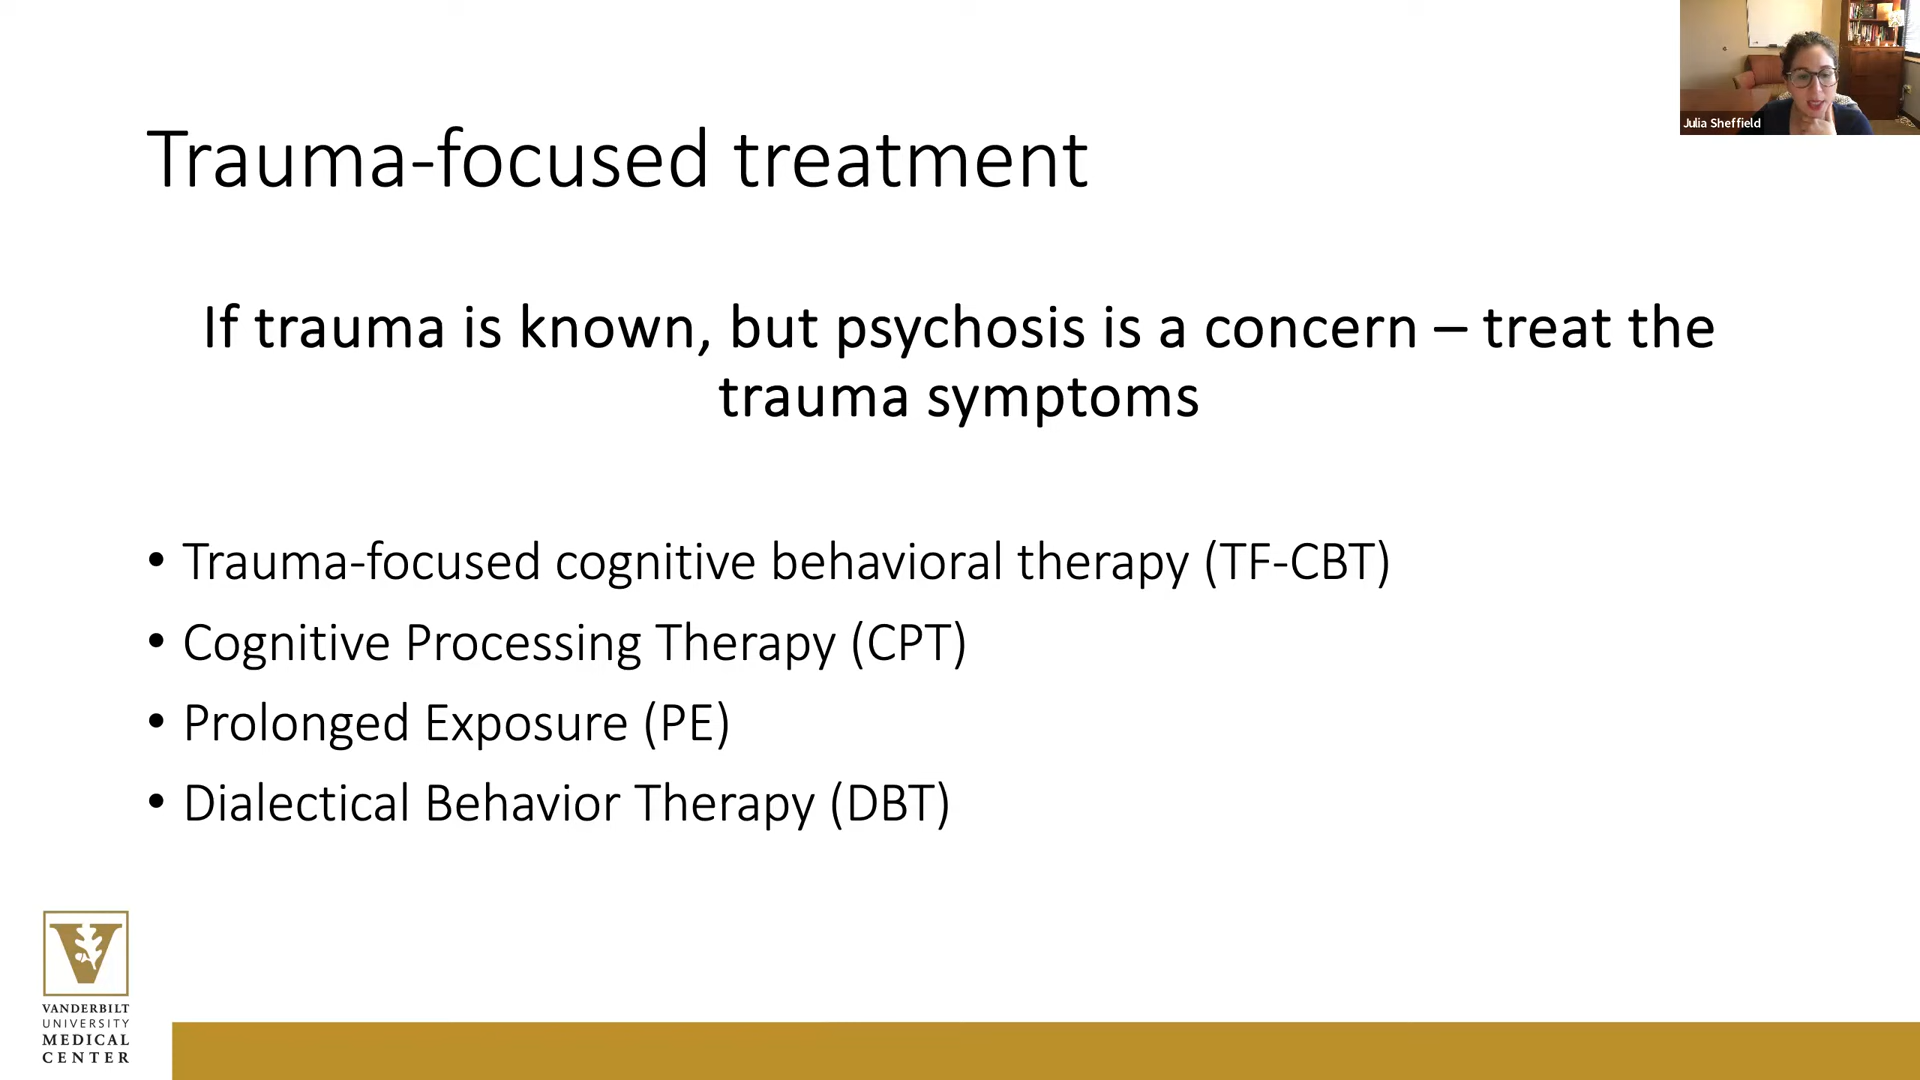 Julia Sheffield
Trauma-focused treatment
If trauma is known, but psychosis is a concern – treat the
trauma symptoms
• Trauma-focused cognitive behavioral therapy (TF-CBT)
• Cognitive Processing Therapy (CPT)
• Prolonged Exposure (PE)
• Dialectical Behavior Therapy (DBT)
V
VANDERBILT
UNIVERSITY
MEDICAL
CENTER